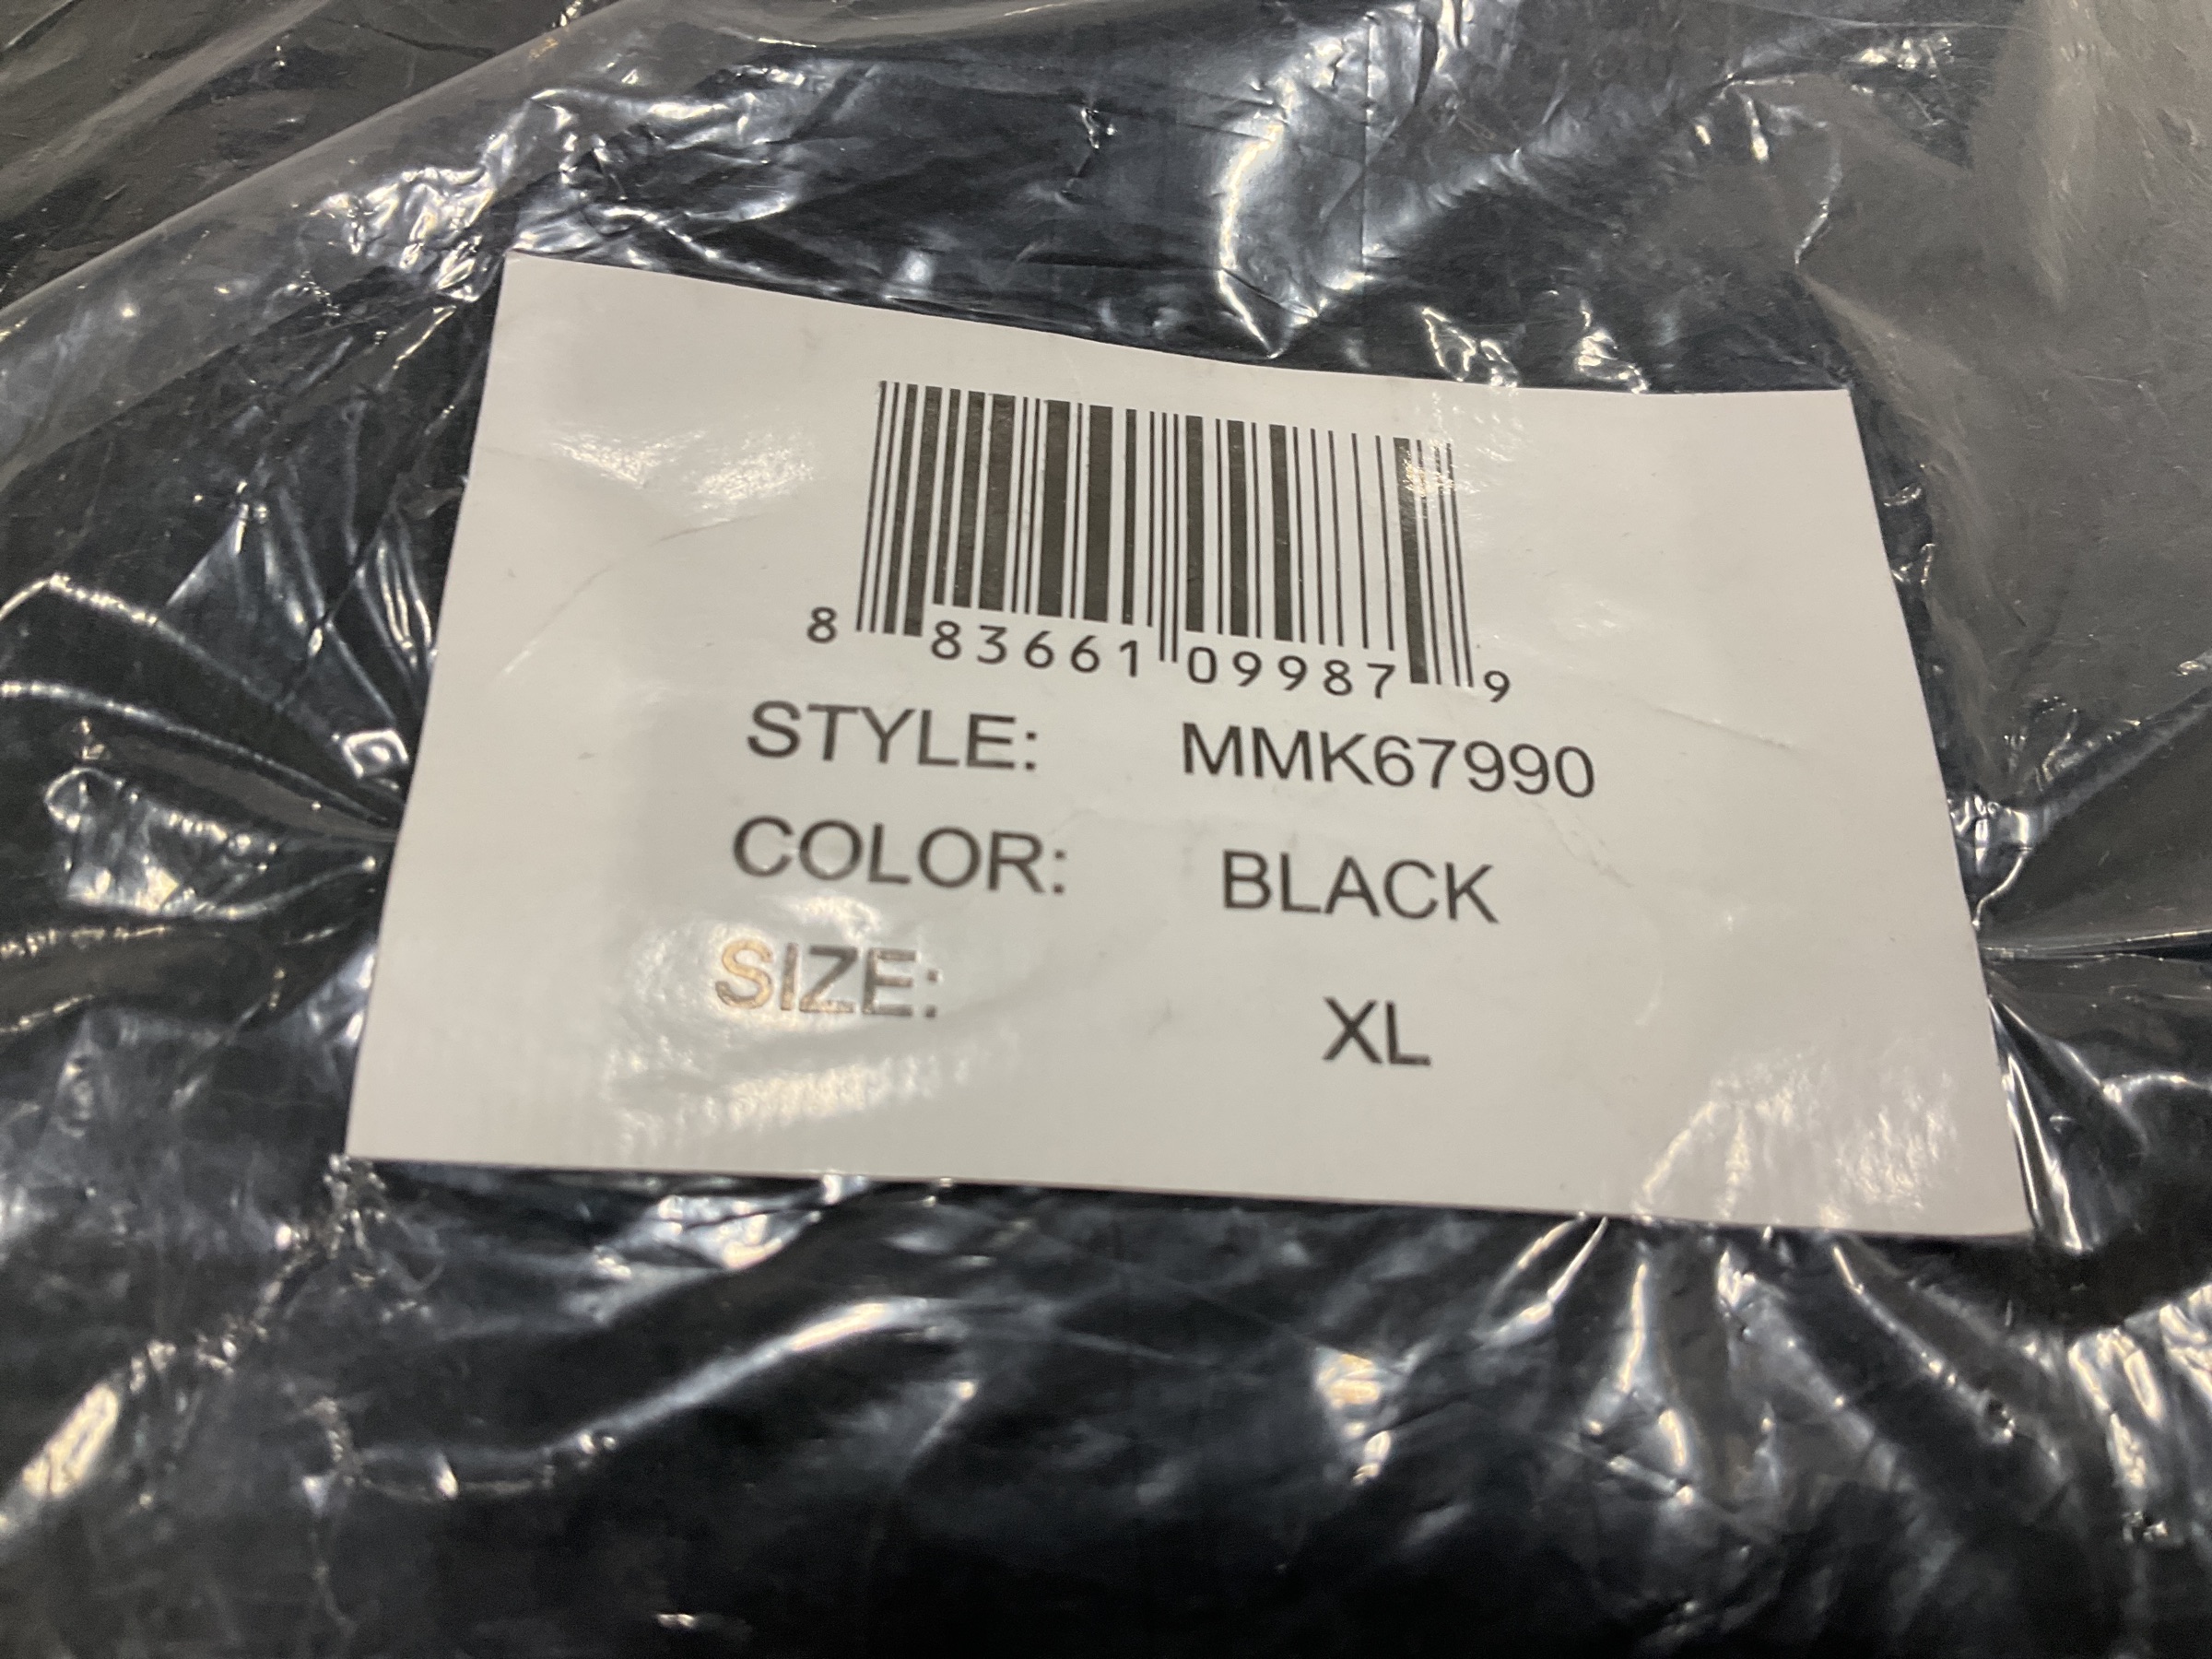 8 83661 09987 9
STYLE: MMK67990
COLOR: BLACK
SIZE: XL